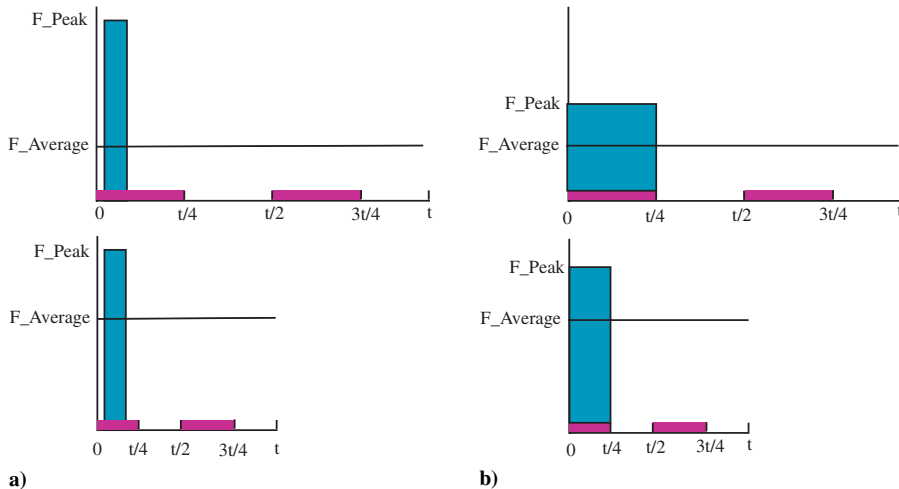 F_Peak
F_Average
0 t/4 t/2 3t/4 t
F_Peak
F_Average
0 t/4 t/2 3t/4 t
F_Peak
F_Average
0 t/4 t/2 3t/4 t
F_Peak
F_Average
0 t/4 t/2 3t/4 t
a) b)